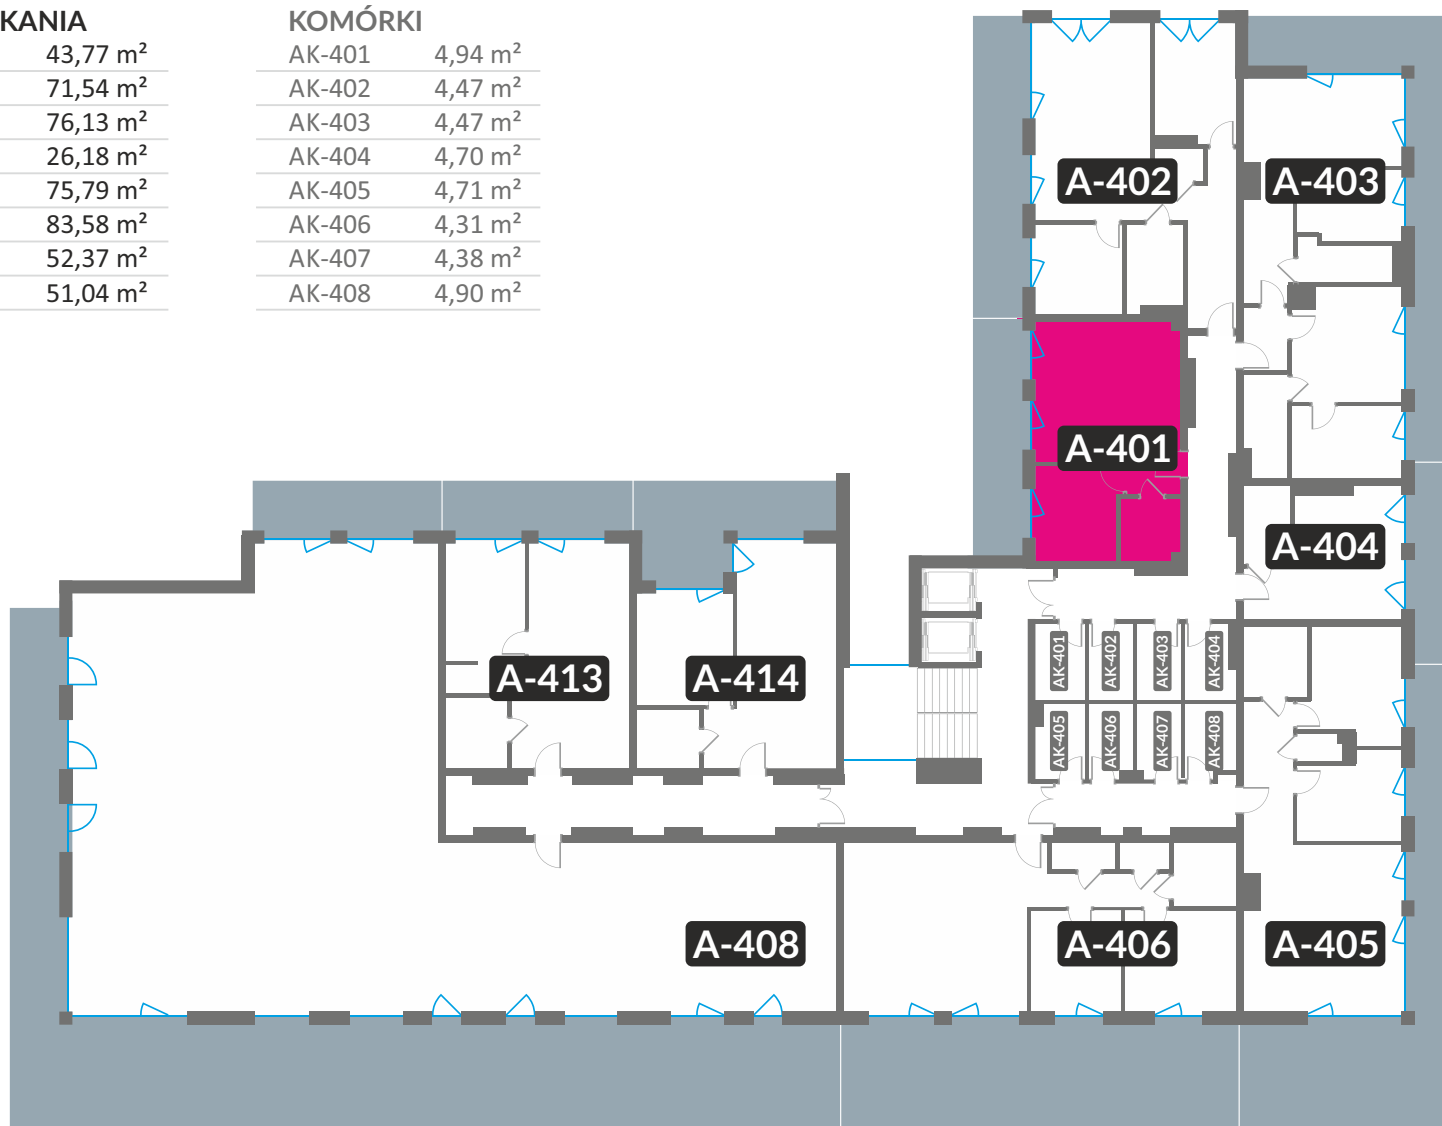 KANIA
43,77 m²
71,54 m²
76,13 m²
26,18 m²
75,79 m²
83,58 m²
52,37 m²
51,04 m²
KOMÓRKI
AK-401 4,94 m²
AK-402 4,47 m²
AK-403 4,47 m²
AK-404 4,70 m²
AK-405 4,71 m²
AK-406 4,31 m²
AK-407 4,38 m²
AK-408 4,90 m²
A-402
A-403
A-401
A-404
A-413
A-414
AK-401
AK-402
AK-403
AK-404
AK-405
AK-406
AK-407
AK-408
A-408
A-406
A-405